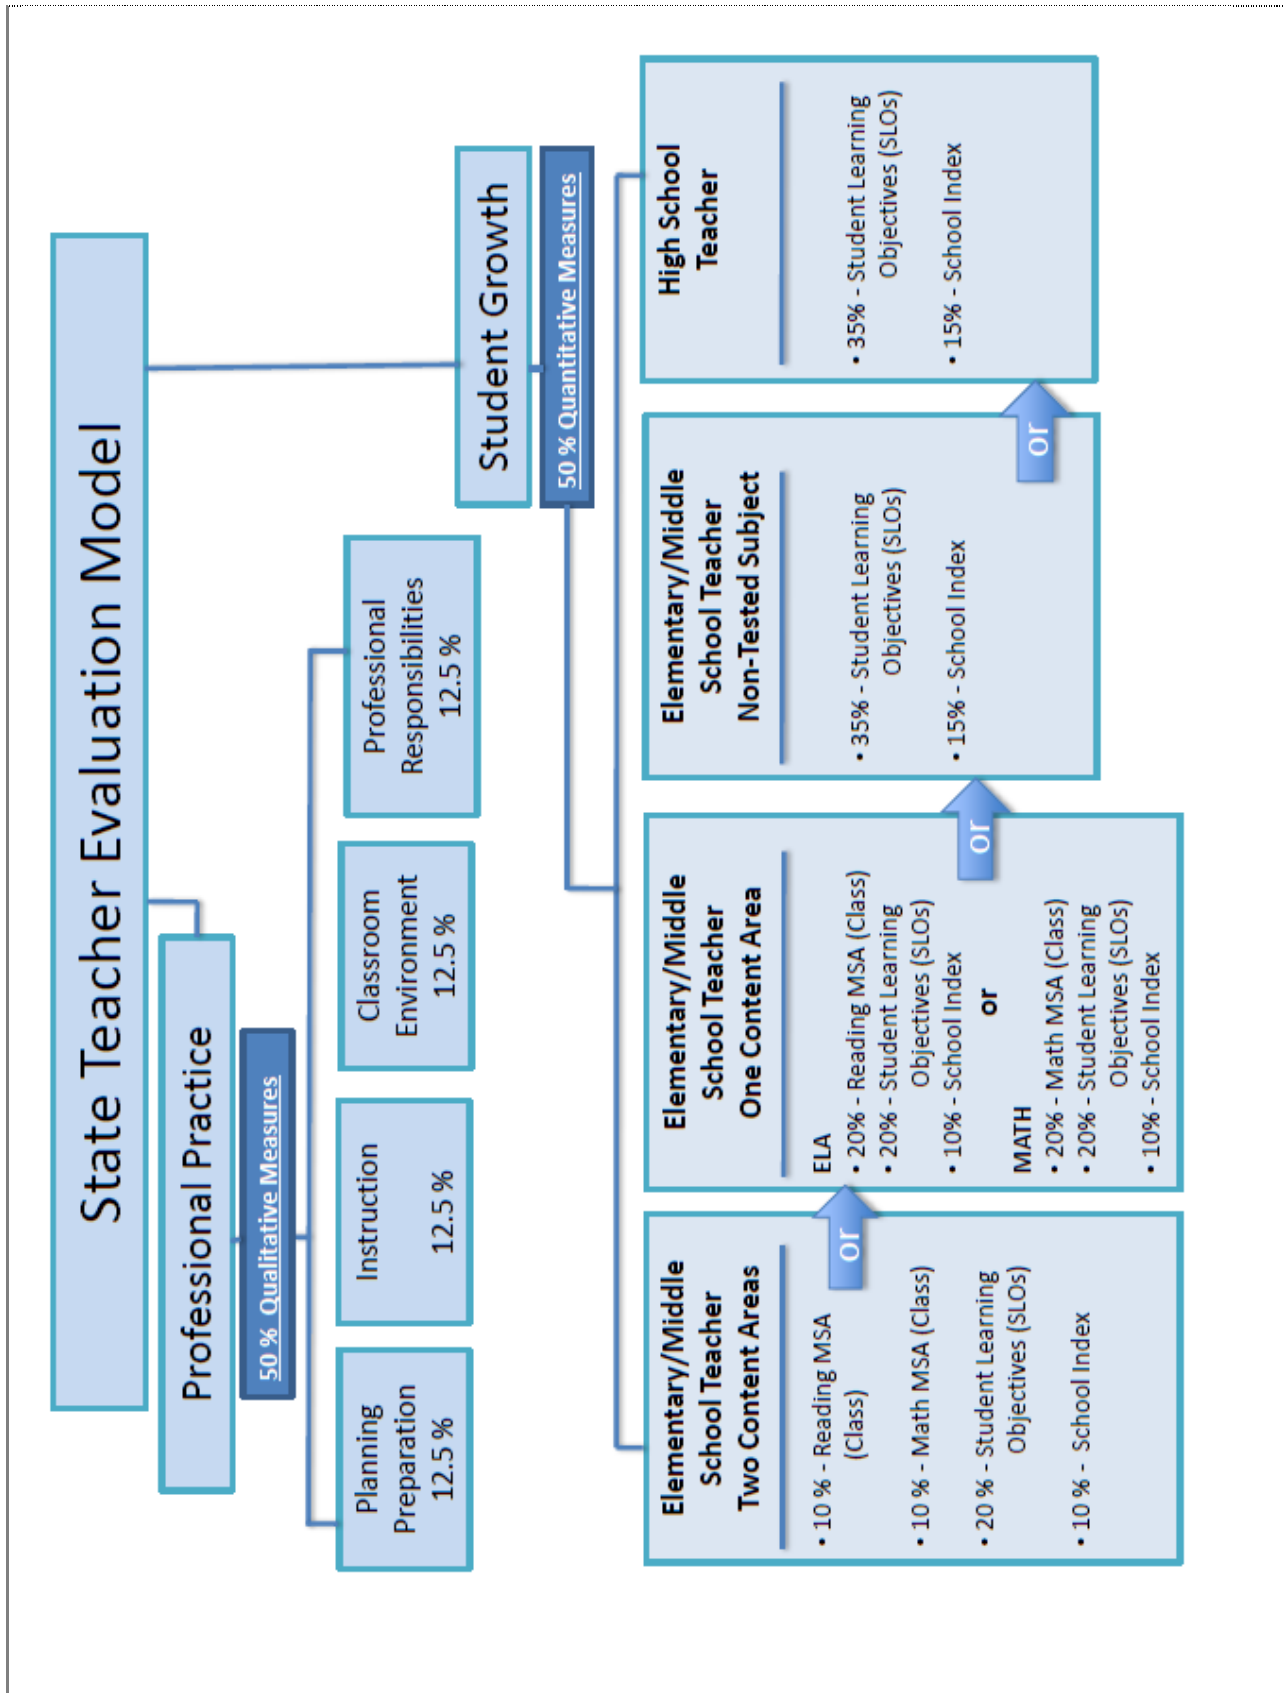 State Teacher Evaluation Model
Professional Practice
50 %  Qualitative Measures
Planning
Preparation
12.5 %
Instruction
12.5 %
Classroom
Environment
12.5 %
Professional
Responsibilities
12.5 %
Student Growth
50 % Quantitative Measures
Elementary/Middle
School Teacher
Two Content Areas
• 10 % - Reading MSA
(Class)
• 10 % - Math MSA (Class)
• 20 % - Student Learning
Objectives (SLOs)
• 10 % -  School Index
or
Elementary/Middle
School Teacher
One Content Area
ELA
• 20% - Reading MSA (Class)
• 20% - Student Learning
Objectives (SLOs)
• 10% - School Index
or
MATH
• 20% - Math MSA (Class)
• 20% - Student Learning
Objectives (SLOs)
• 10% - School Index
or
Elementary/Middle
School Teacher
Non-Tested Subject
• 35% - Student Learning
Objectives (SLOs)
• 15% - School Index
or
High School
Teacher
• 35% - Student Learning
Objectives (SLOs)
• 15% - School Index